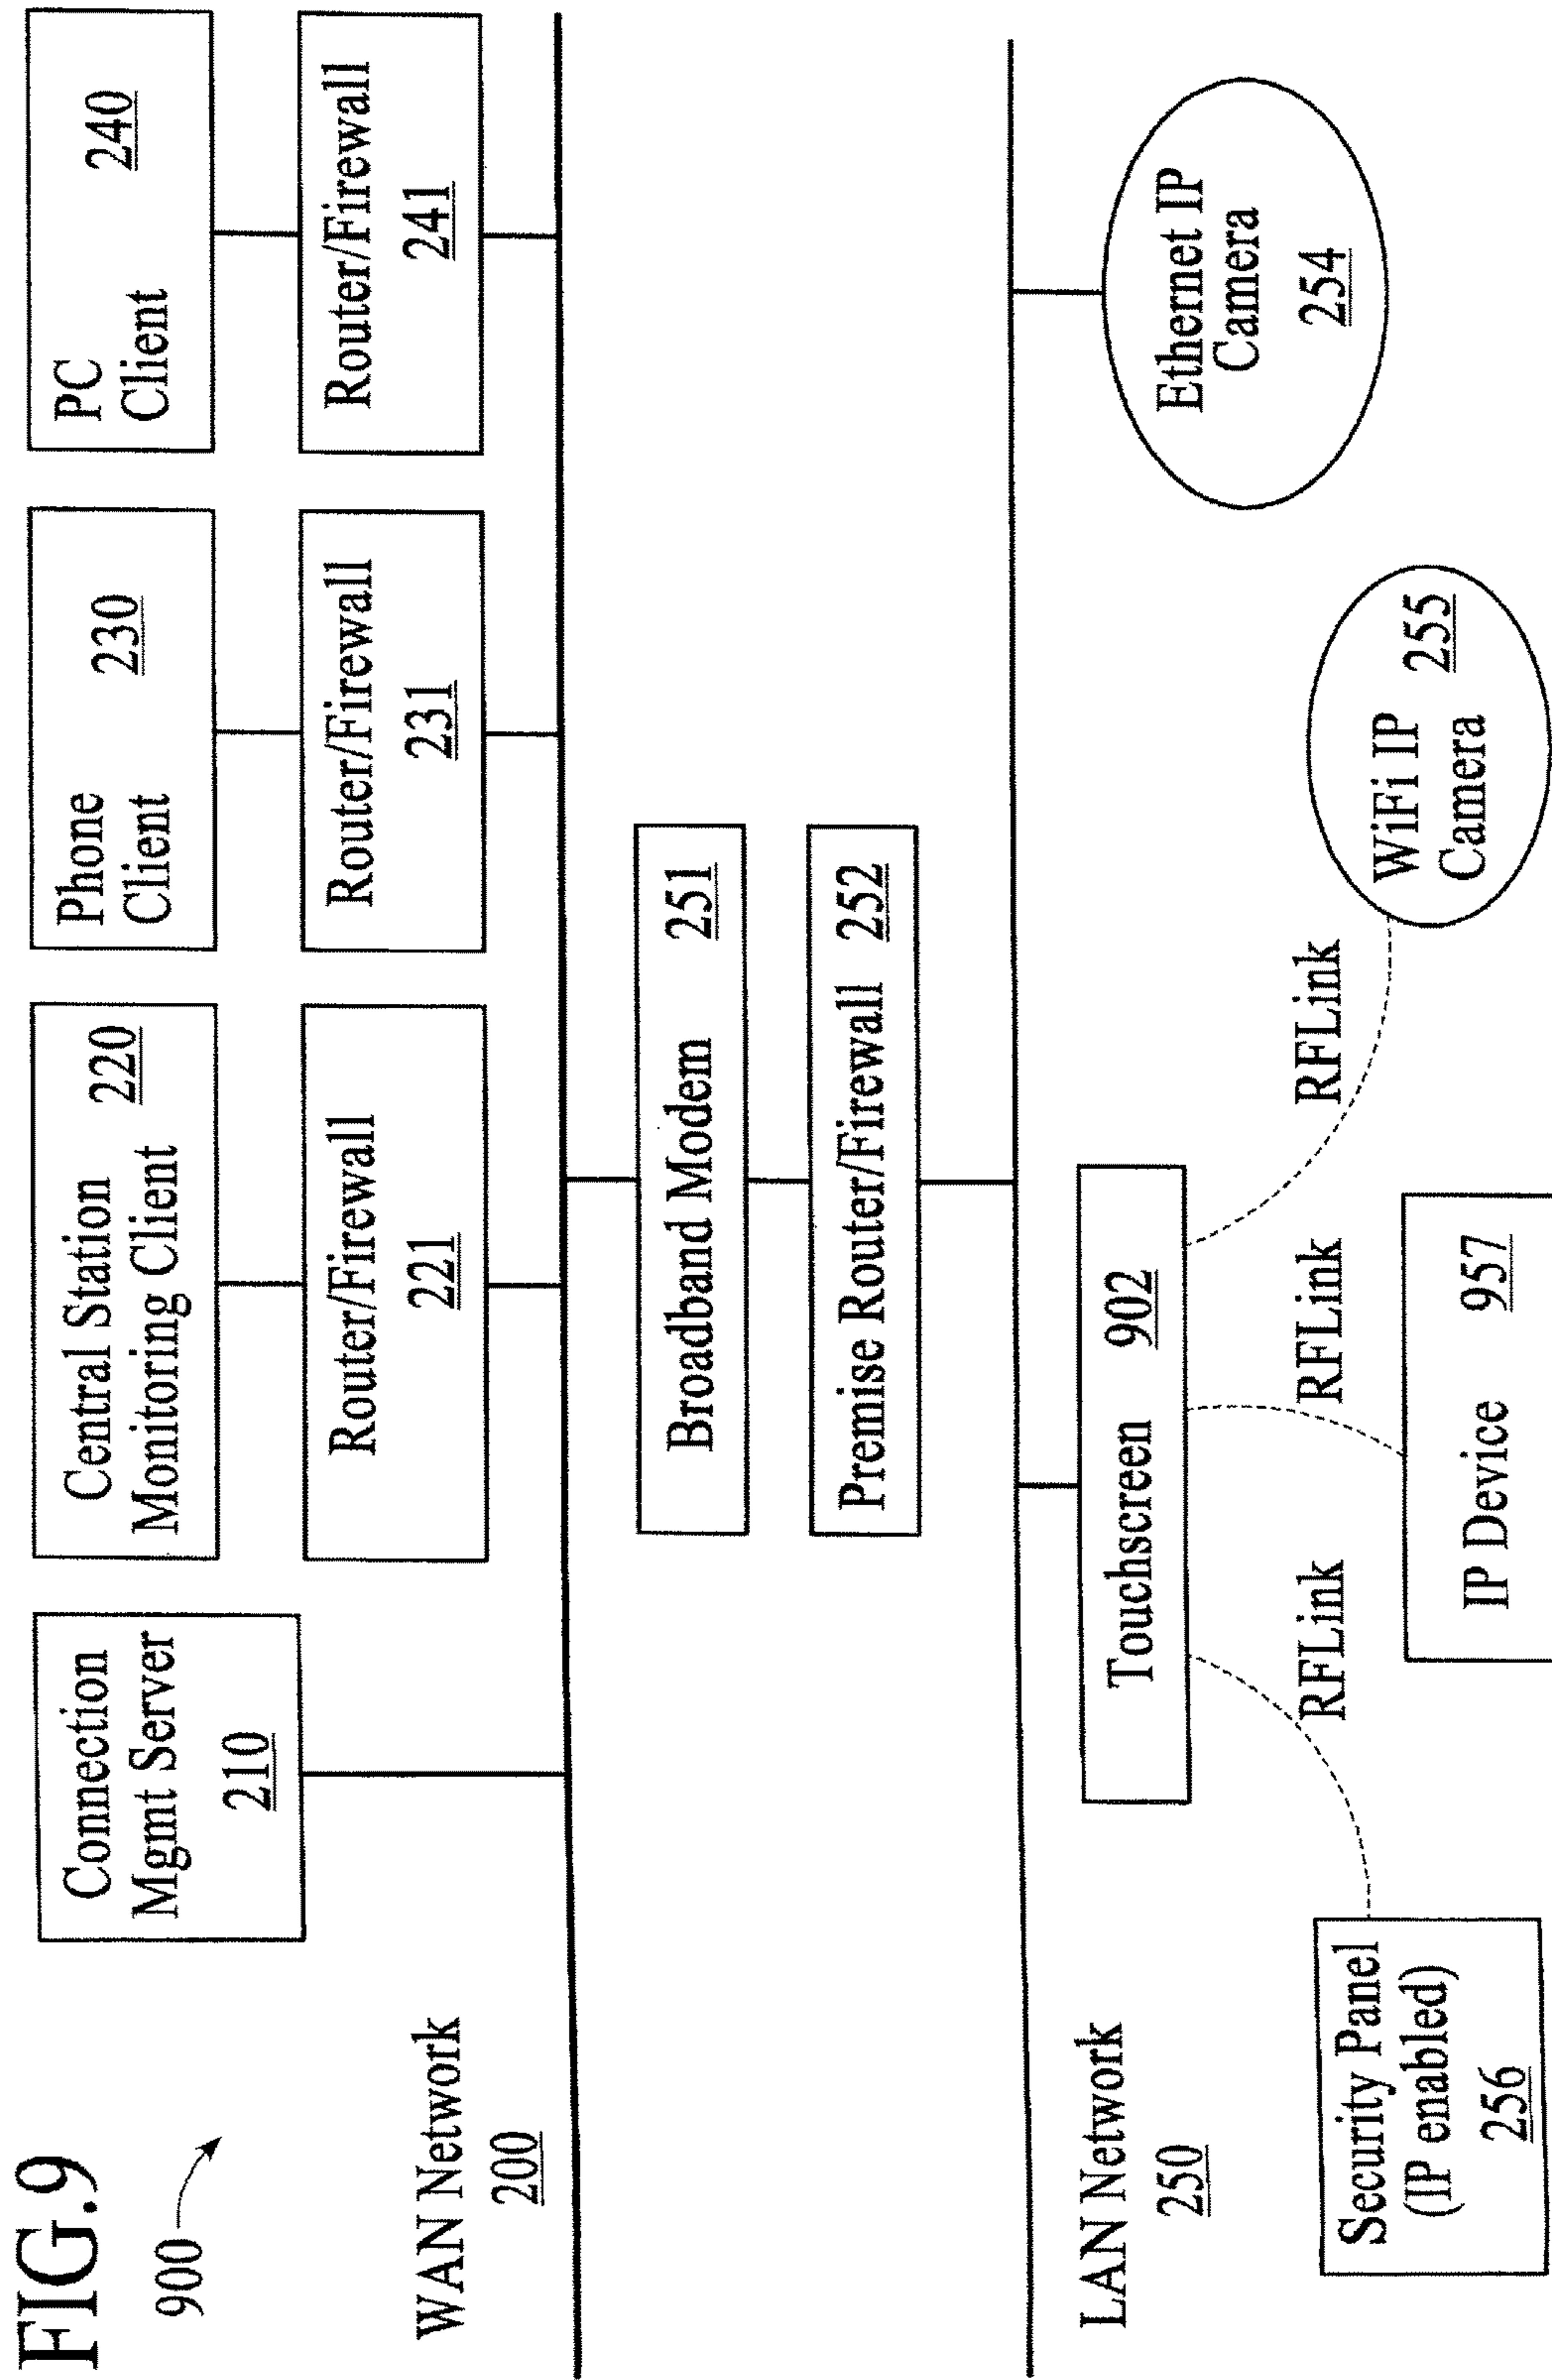 FIG.9
900
Connection
Mgmt Server
210
Central Station
Monitoring Client 220
Phone
Client 230
PC
Client 240
Router/Firewall
221
Router/Firewall
231
Router/Firewall
241
WAN Network
200
Broadband Modem 251
Premise Router/Firewall 252
LAN Network
250
Touchscreen 902
Ethernet IP
Camera
254
RFLink
RFLink
RFLink
Security Panel
(IP enabled)
256
IP Device 957
WiFi IP
Camera 255